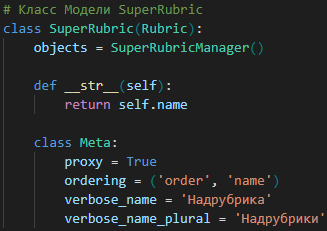 # Класс Модели SuperRubric
class SuperRubric(Rubric):
    objects = SuperRubricManager()

    def __str__(self):
        return self.name

    class Meta:
        proxy = True
        ordering = ('order', 'name')
        verbose_name = 'Надрубрика'
        verbose_name_plural = 'Надрубрики'